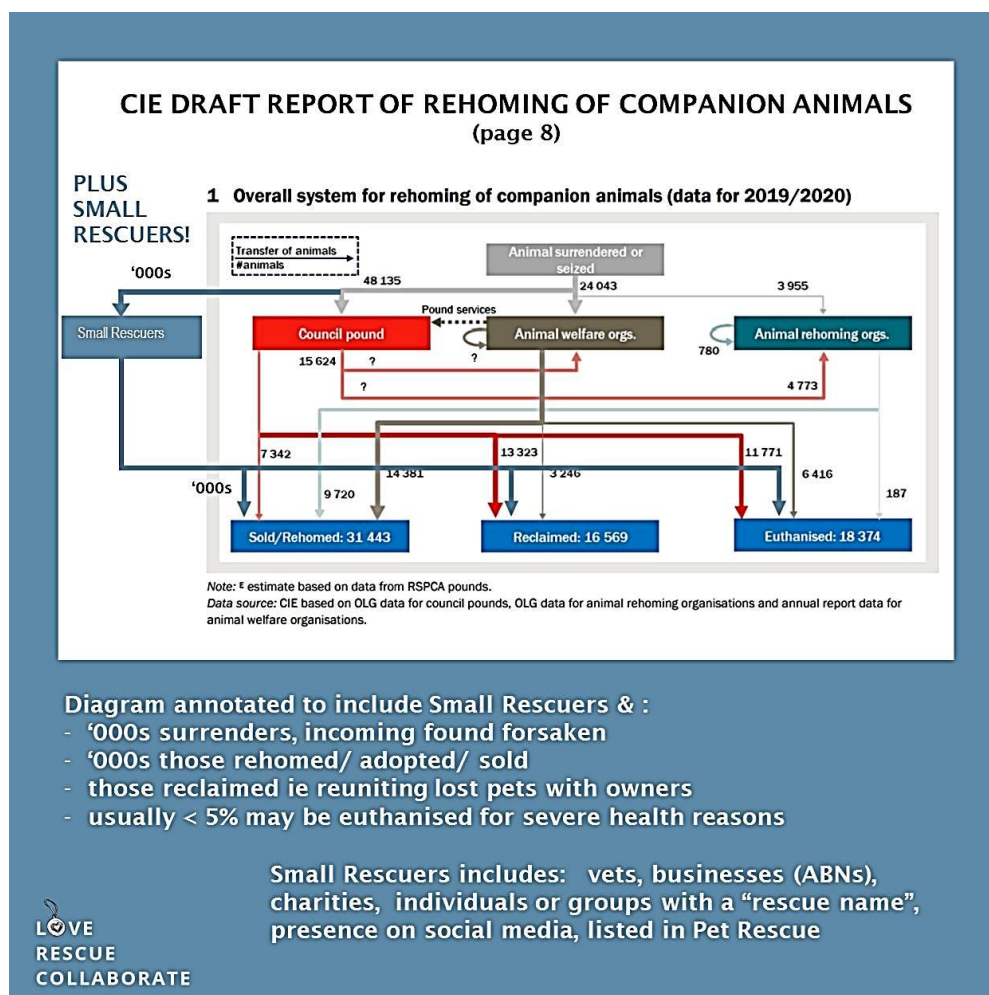 CIE DRAFT REPORT OF REHOMING OF COMPANION ANIMALS
(page 8)
PLUS
SMALL
RESCUERS!
1 Overall system for rehoming of companion animals (data for 2019/2020)
Transfer of animals
#animals
Animal surrendered or
seized
'000s
48 135
24 043
3 955
Pound services
Small Rescuers
Council pound
Animal welfare orgs.
Animal rehoming orgs.
15 624
?
?
780
?
4 773
7 342
14 381
13 323
3 246
11 771
6 416
'000s
9 720
187
Sold/Rehomed: 31 443
Reclaimed: 16 569
Euthanised: 18 374
Note: E estimate based on data from RSPCA pounds.
Data source: CIE based on OLG data for council pounds, OLG data for animal rehoming organisations and annual report data for
animal welfare organisations.
Diagram annotated to include Small Rescuers & :
- '000s surrenders, incoming found forsaken
- '000s those rehomed/ adopted/ sold
- those reclaimed ie reuniting lost pets with owners
- usually < 5% may be euthanised for severe health reasons
Small Rescuers includes: vets, businesses (ABNs),
charities, individuals or groups with a “rescue name”,
presence on social media, listed in Pet Rescue
LOVE
RESCUE
COLLABORATE